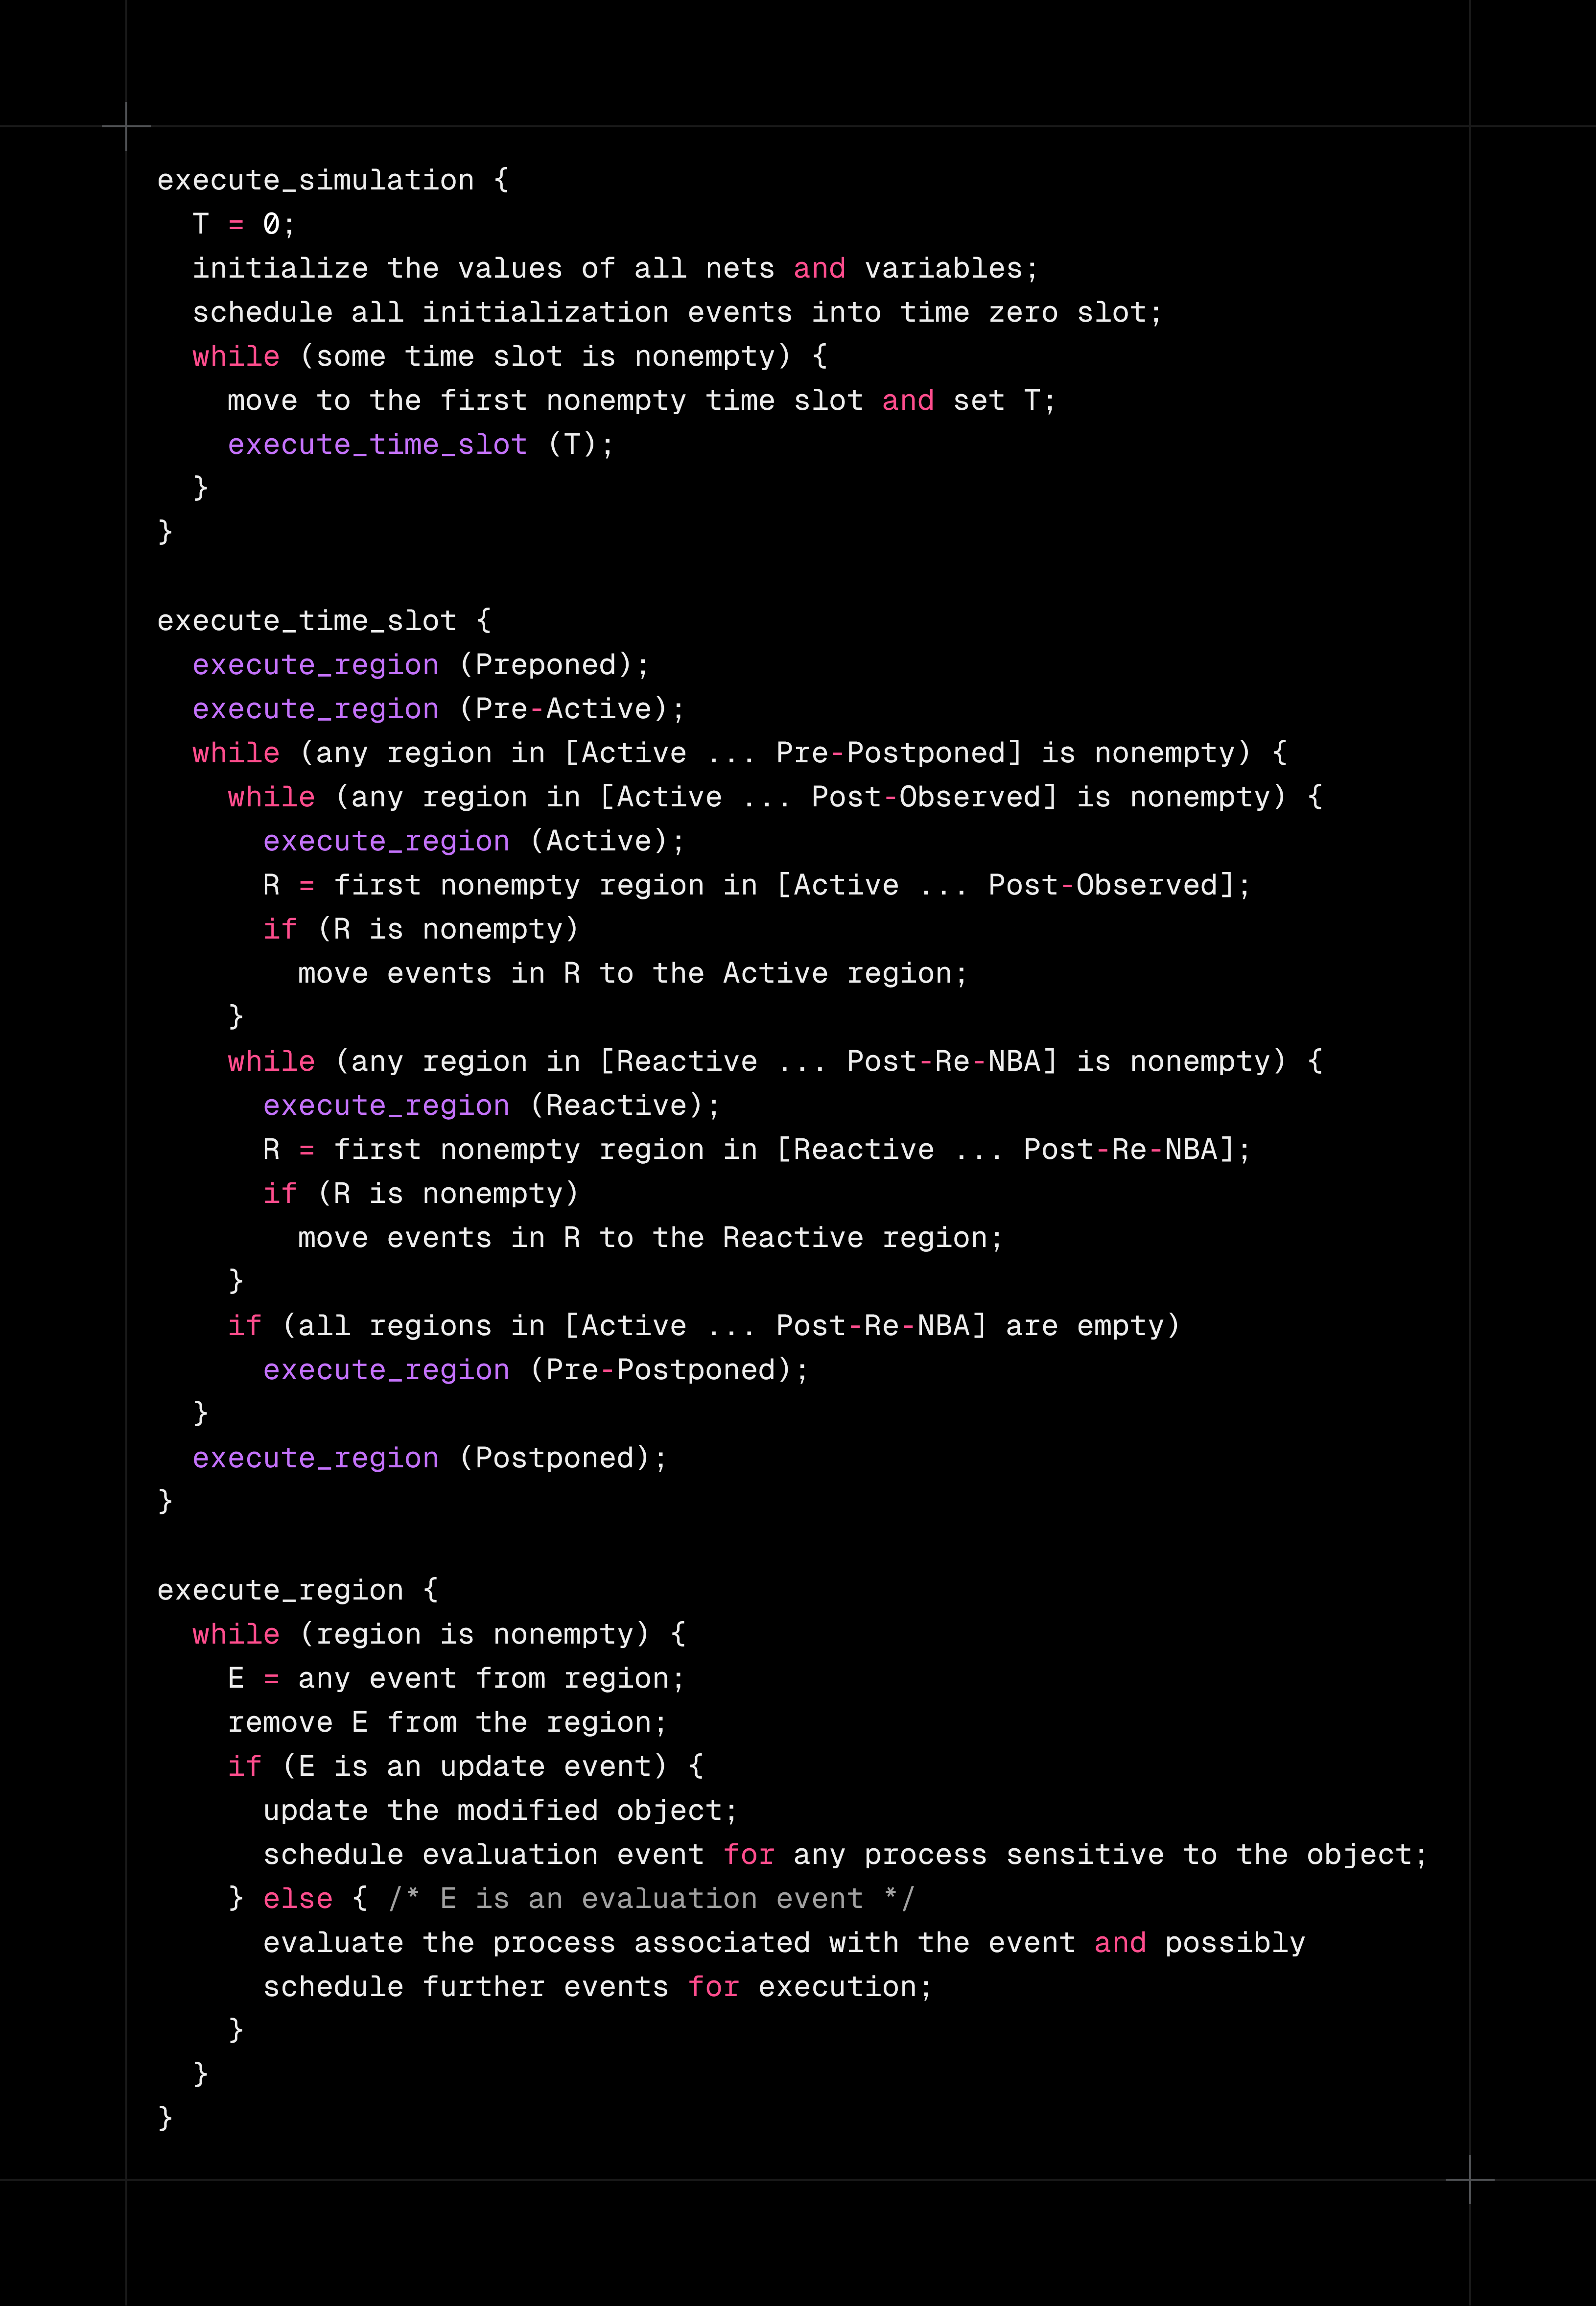 execute_simulation {
  T = 0;
  initialize the values of all nets and variables;
  schedule all initialization events into time zero slot;
  while (some time slot is nonempty) {
    move to the first nonempty time slot and set T;
    execute_time_slot (T);
  }
}

execute_time_slot {
  execute_region (Preponed);
  execute_region (Pre-Active);
  while (any region in [Active ... Pre-Postponed] is nonempty) {
    while (any region in [Active ... Post-Observed] is nonempty) {
      execute_region (Active);
      R = first nonempty region in [Active ... Post-Observed];
      if (R is nonempty)
        move events in R to the Active region;
    }
    while (any region in [Reactive ... Post-Re-NBA] is nonempty) {
      execute_region (Reactive);
      R = first nonempty region in [Reactive ... Post-Re-NBA];
      if (R is nonempty)
        move events in R to the Reactive region;
    }
    if (all regions in [Active ... Post-Re-NBA] are empty)
      execute_region (Pre-Postponed);
  }
  execute_region (Postponed);
}

execute_region {
  while (region is nonempty) {
    E = any event from region;
    remove E from the region;
    if (E is an update event) {
      update the modified object;
      schedule evaluation event for any process sensitive to the object;
    } else { /* E is an evaluation event */
      evaluate the process associated with the event and possibly
      schedule further events for execution;
    }
  }
}